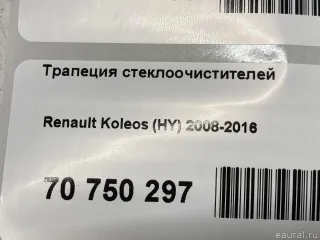 Трапеция стеклоочистителей
Renault Koleos (HY) 2008-2016
70 750 297
eaural.ru